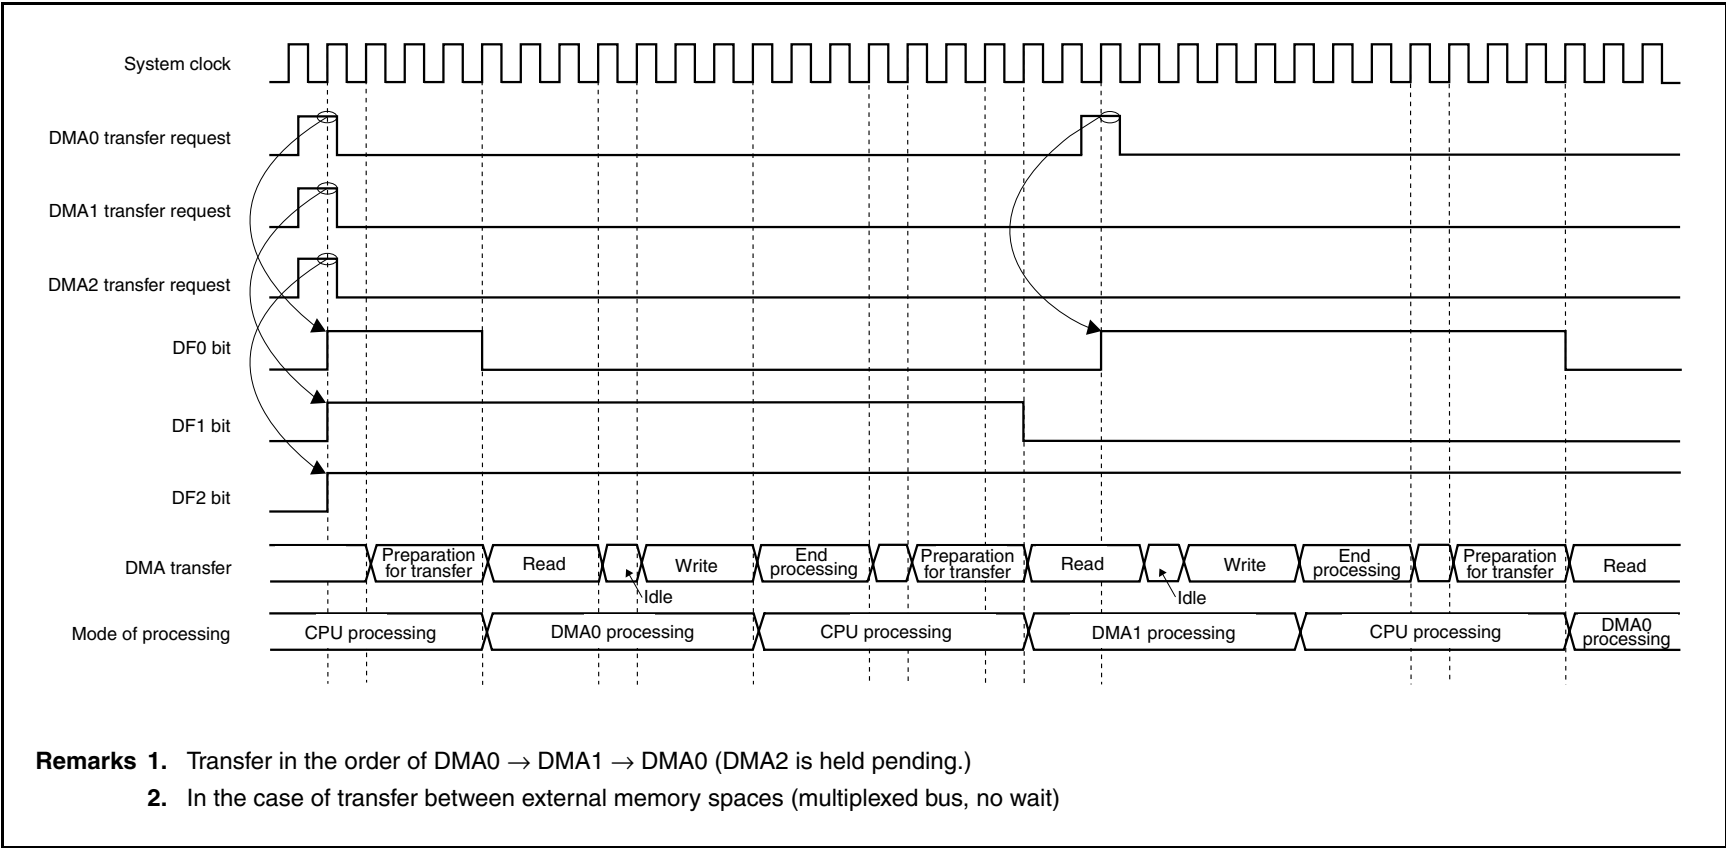 System clock
DMA0 transfer request
DMA1 transfer request
DMA2 transfer request
DF0 bit
DF1 bit
DF2 bit
DMA transfer
Preparation
for transfer
Read
Idle
Write
End
processing
Preparation
for transfer
Read
Idle
Write
End
processing
Preparation
for transfer
Read
Mode of processing
CPU processing
DMA0 processing
CPU processing
DMA1 processing
CPU processing
DMA0
processing
Remarks 1. Transfer in the order of DMA0 → DMA1 → DMA0 (DMA2 is held pending.)
2. In the case of transfer between external memory spaces (multiplexed bus, no wait)